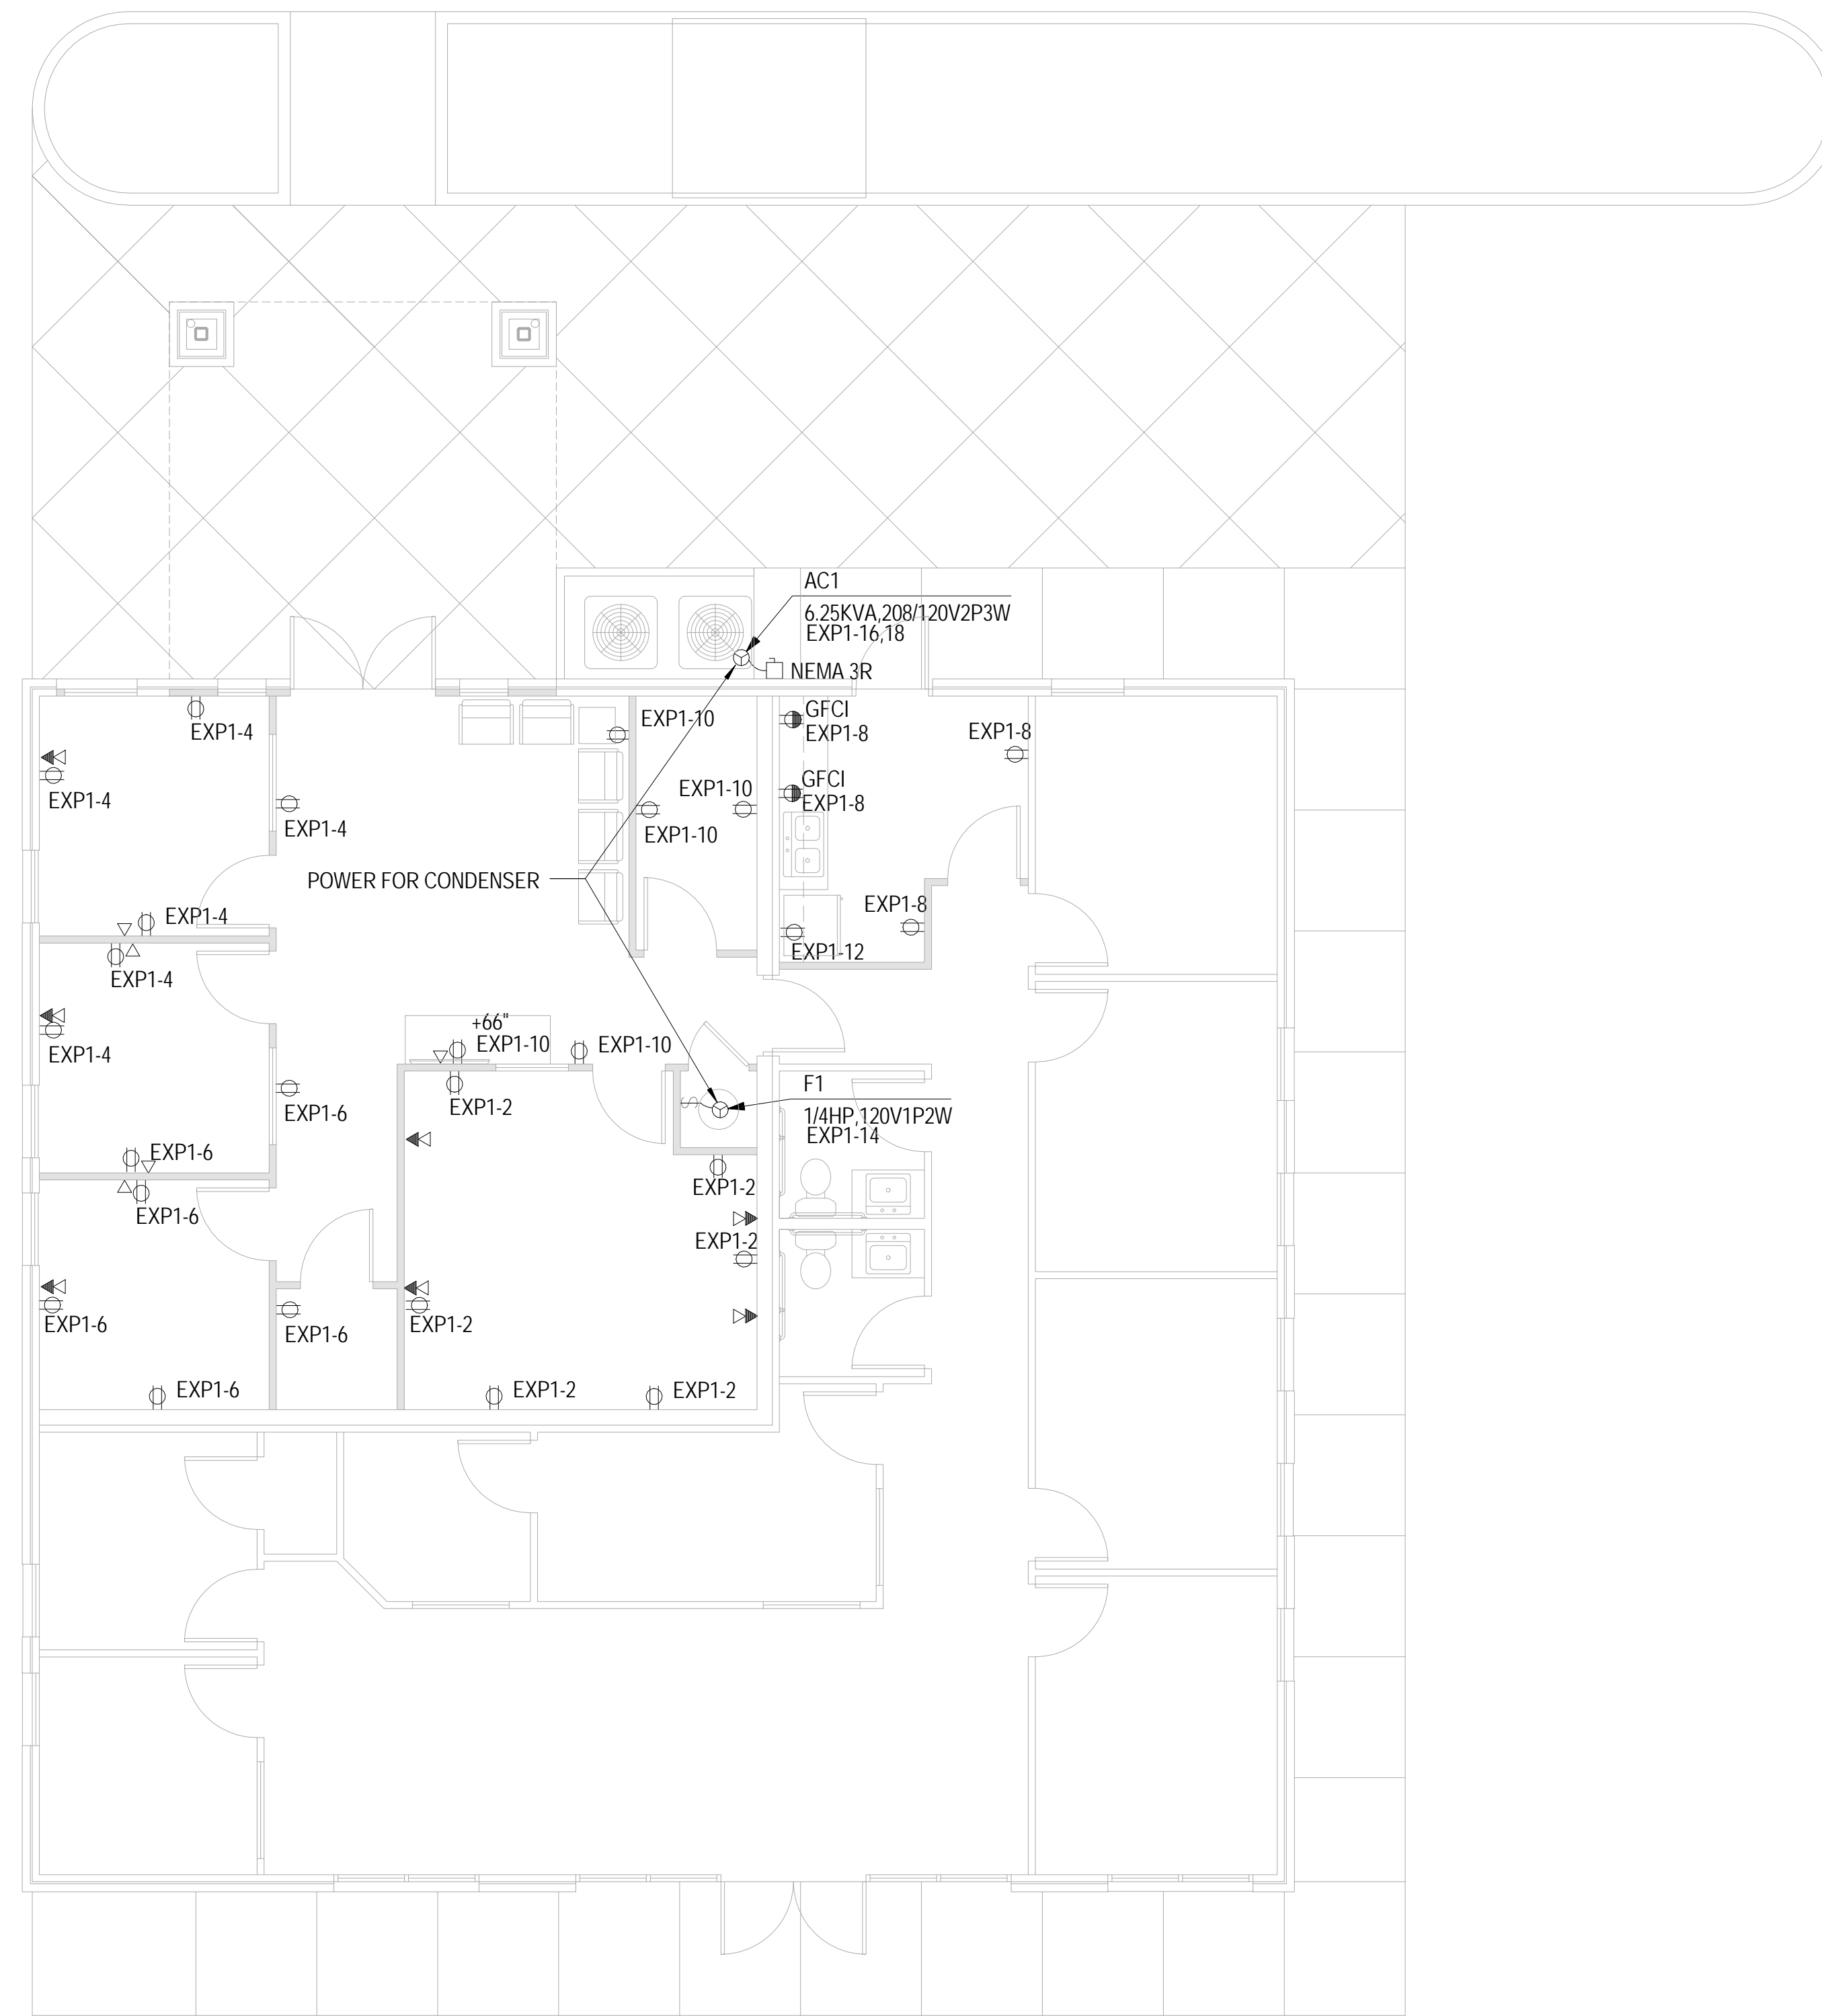 AC1
6.25KVA,208/120V2P3W
EXP1-16,18
NEMA 3R
EXP1-4
EXP1-10
GFCI
EXP1-8
EXP1-8
EXP1-4
EXP1-10
GFCI
EXP1-8
EXP1-4
EXP1-10
POWER FOR CONDENSER
EXP1-4
EXP1-8
EXP1-4
EXP1-12
+66"
EXP1-10
EXP1-10
EXP1-4
F1
1/4HP,120V1P2W
EXP1-14
EXP1-6
EXP1-2
EXP1-6
EXP1-2
EXP1-6
EXP1-2
EXP1-6
EXP1-6
EXP1-2
EXP1-6
EXP1-2
EXP1-2